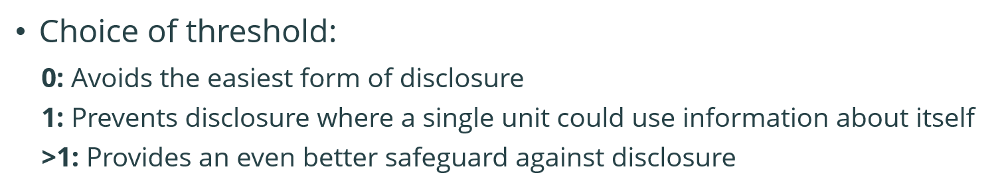 • Choice of threshold:
0: Avoids the easiest form of disclosure
1: Prevents disclosure where a single unit could use information about itself
>1: Provides an even better safeguard against disclosure